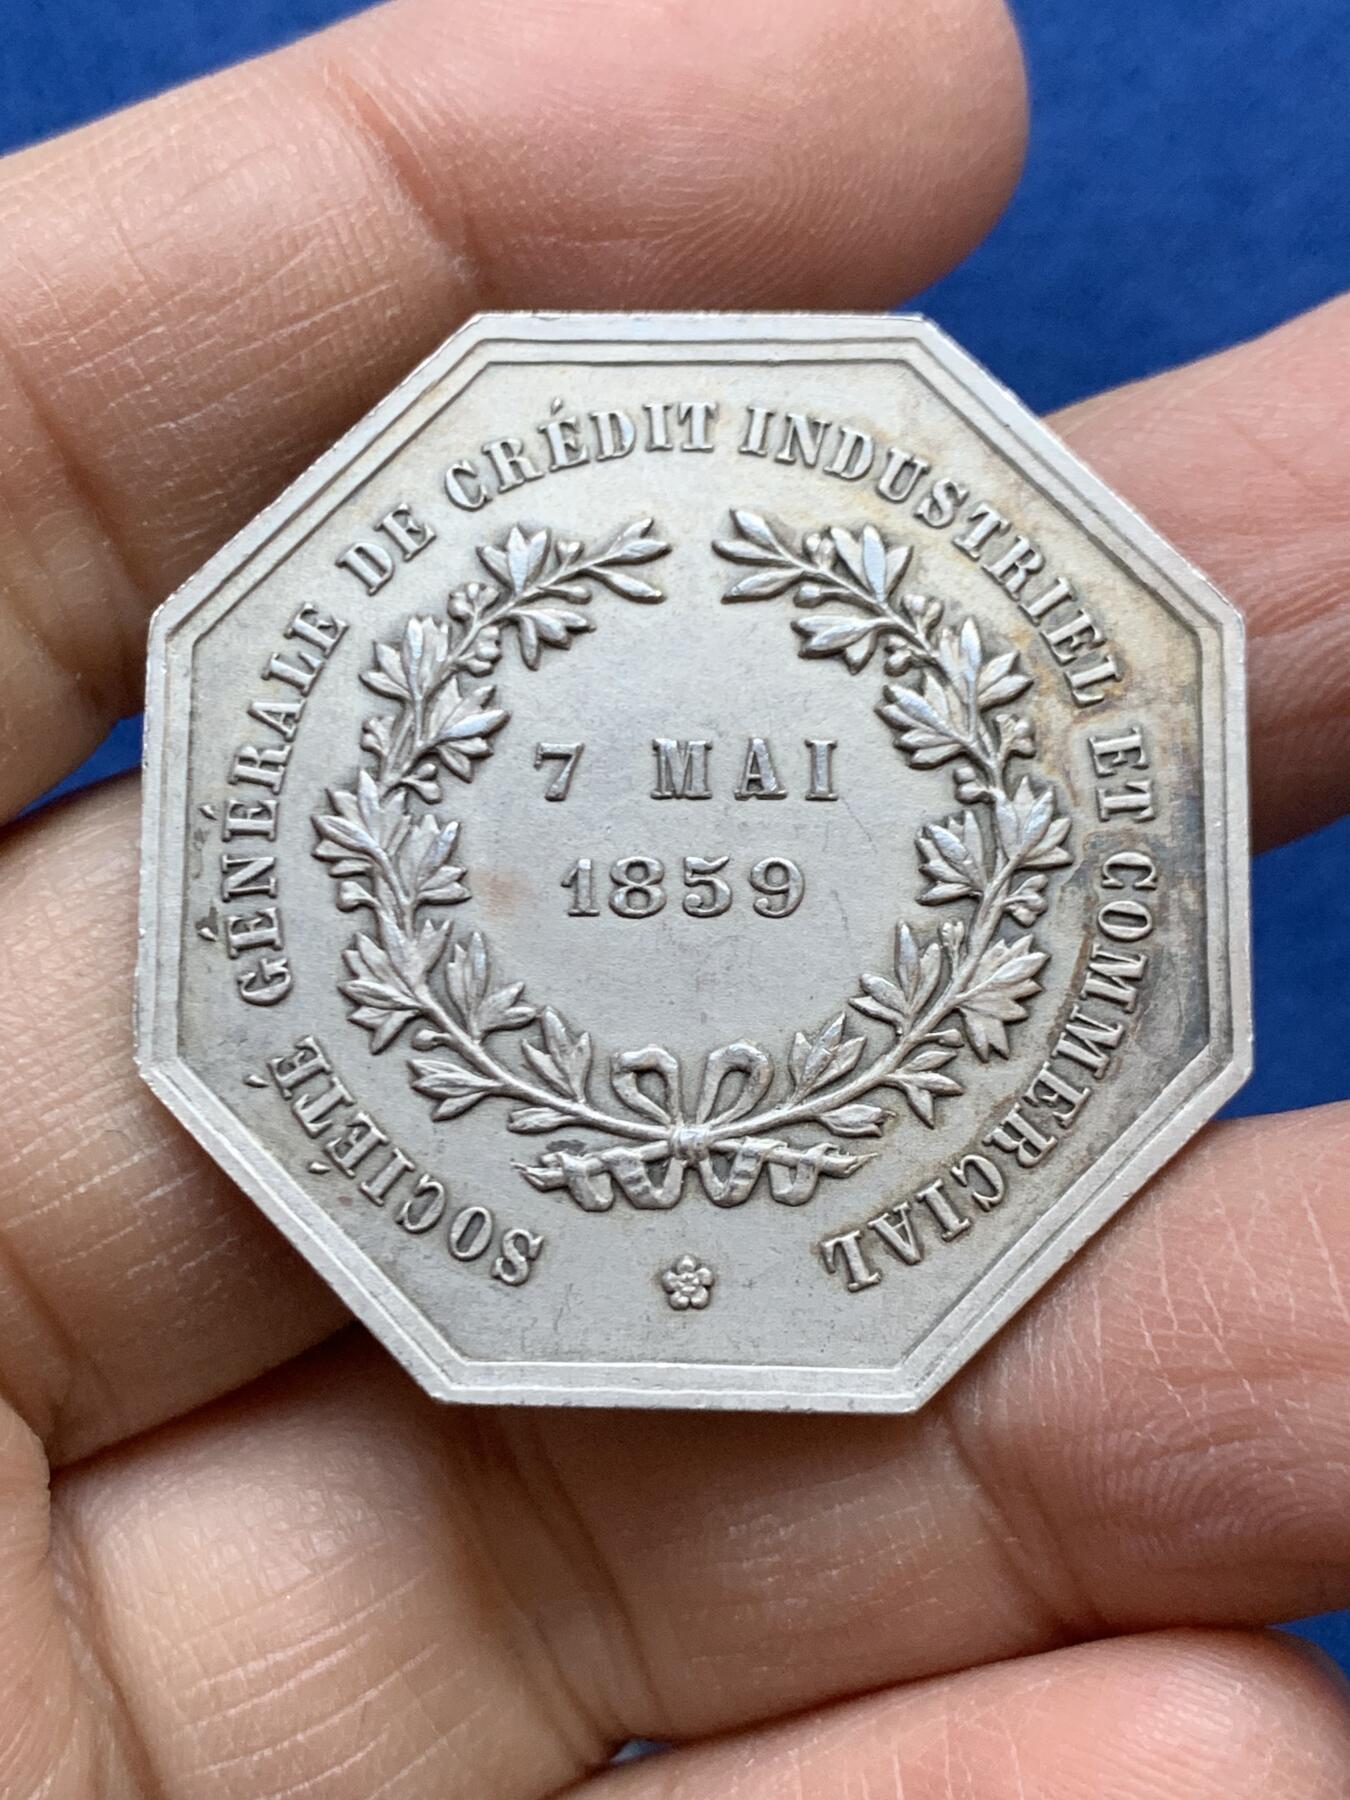 SOCIÉTÉ GÉNÉRALE DE CRÉDIT INDUSTRIEL ET COMMERCIAL
7 MAI
1859